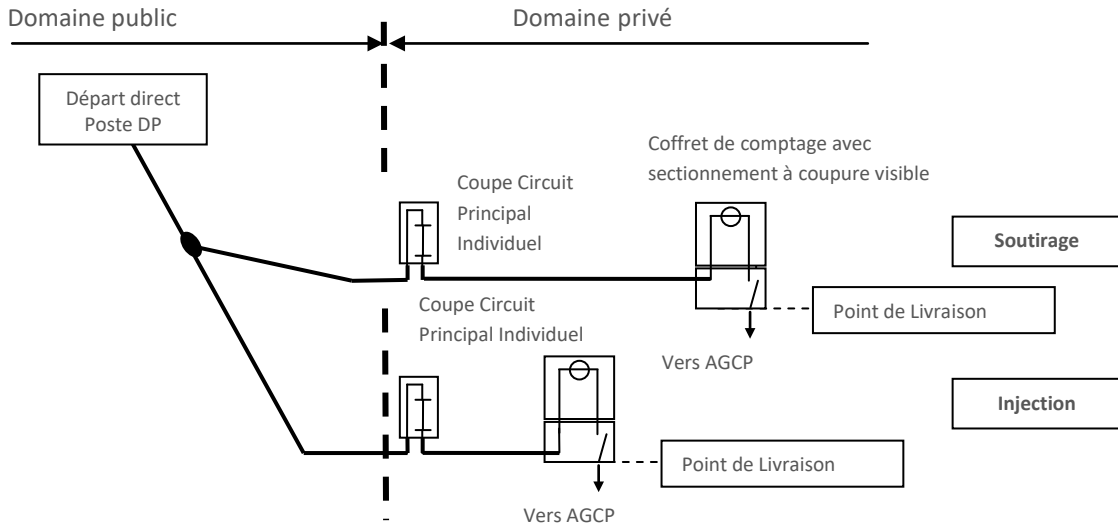 Domaine public
Domaine privé
Départ direct
Poste DP
Coffret de comptage avec
sectionnement à coupure visible
Coupe Circuit
Principal
Individuel
Soutirage
Coupe Circuit
Principal Individuel
Point de Livraison
Vers AGCP
Injection
Point de Livraison
Vers AGCP